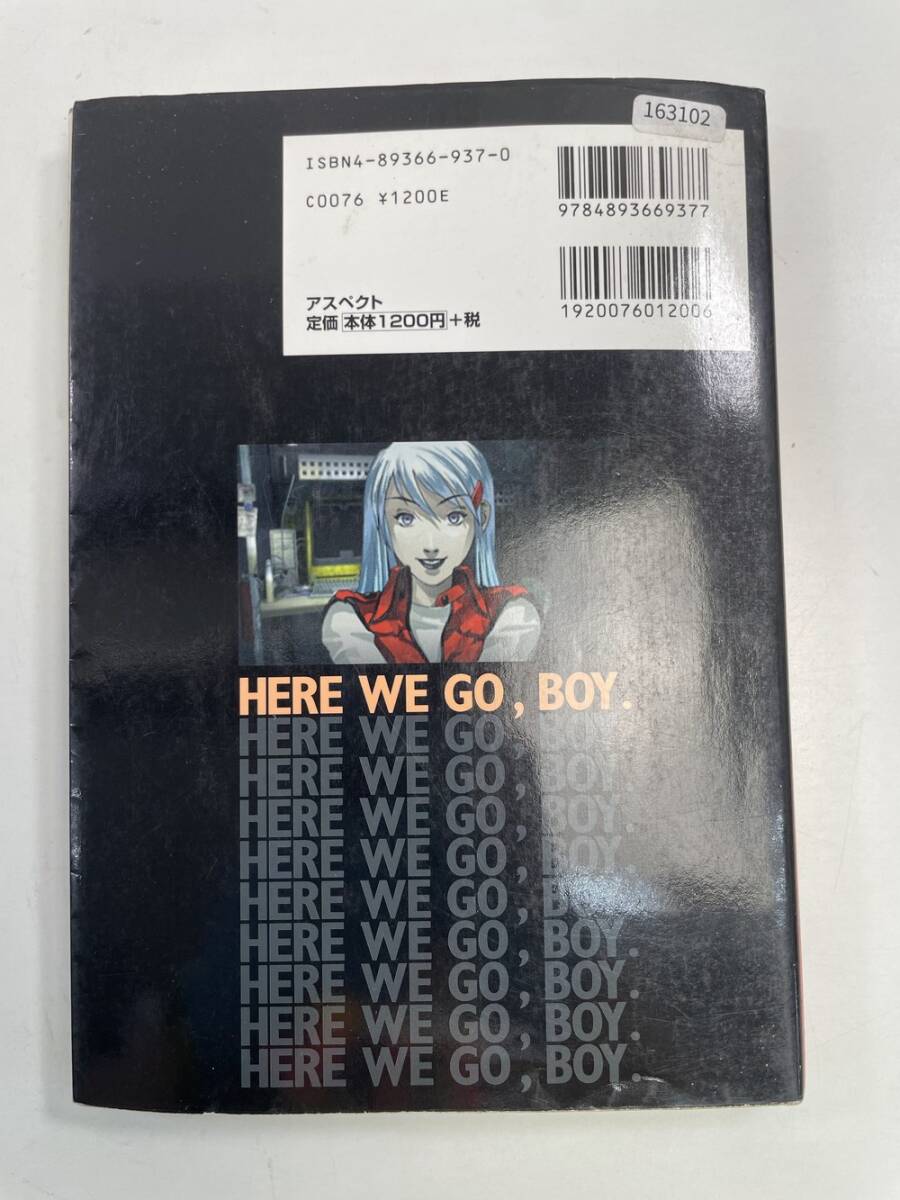 163102
ISBN4-89366-937-0
C0076 ¥1200E
9784893669377
アスペクト
定価 本体1200円+税
1920076012006
HERE WE GO, BOY.
HERE WE GO, BOY.
HERE WE GO, BOY.
HERE WE GO, BOY.
HERE WE GO, BOY.
HERE WE GO, BOY.
HERE WE GO, BOY.
HERE WE GO, BOY.
HERE WE GO, BOY.
HERE WE GO, BOY.